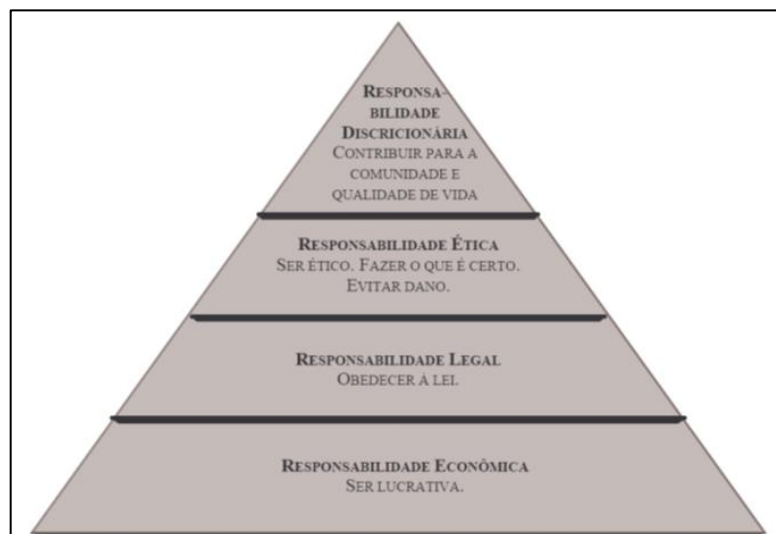 RESPONSA-
BILIDADE
DISCRICIONÁRIA
CONTRIBUIR PARA A
COMUNIDADE E
QUALIDADE DE VIDA
RESPONSABILIDADE ÉTICA
SER ÉTICO. FAZER O QUE É CERTO.
EVITAR DANO.
RESPONSABILIDADE LEGAL
OBEDECER À LEI.
RESPONSABILIDADE ECONÔMICA
SER LUCRATIVA.